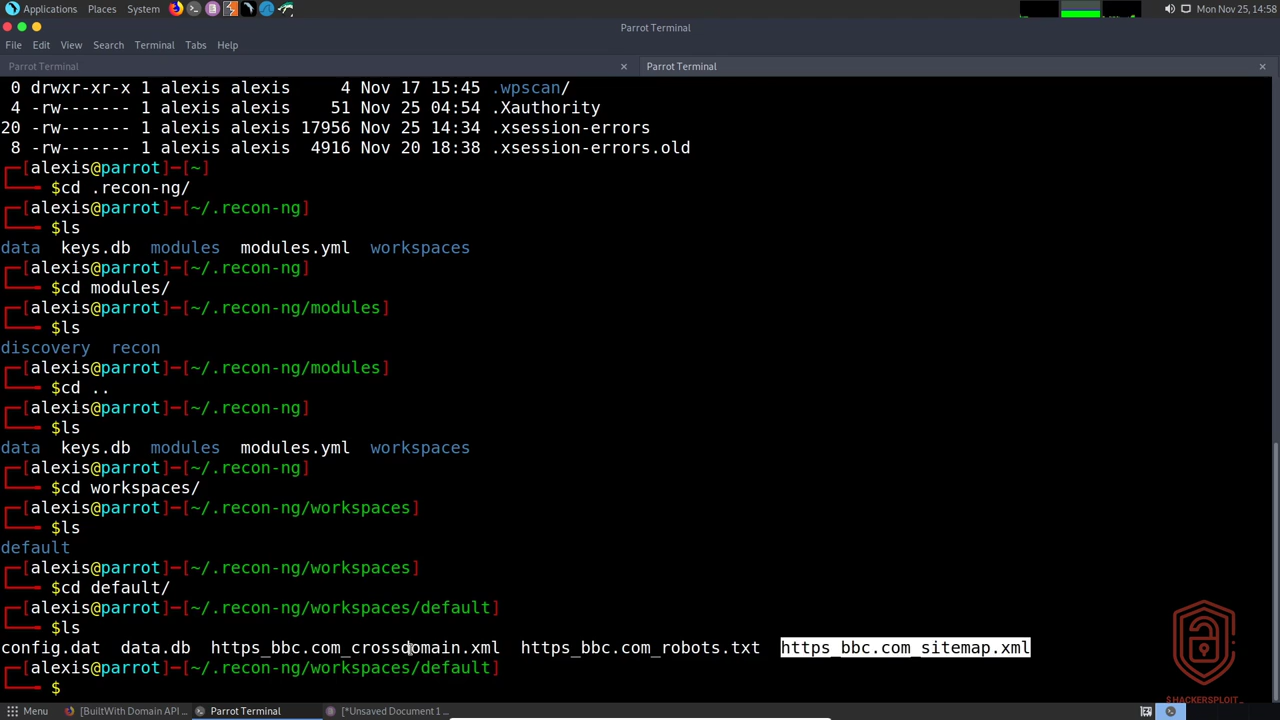 Applications Places System Mon Nov 25, 14:58
Parrot Terminal
File Edit View Search Terminal Tabs Help
Parrot Terminal × Parrot Terminal ×
0 drwxr-xr-x 1 alexis alexis 4 Nov 17 15:45 .wpscan/
4 -rw------- 1 alexis alexis 51 Nov 25 04:54 .Xauthority
20 -rw------- 1 alexis alexis 17956 Nov 25 14:34 .xsession-errors
8 -rw------- 1 alexis alexis 4916 Nov 20 18:38 .xsession-errors.old
┌─[alexis@parrot]─[~]
└──╼ $cd .recon-ng/
┌─[alexis@parrot]─[~/.recon-ng]
└──╼ $ls
data keys.db modules modules.yml workspaces
┌─[alexis@parrot]─[~/.recon-ng]
└──╼ $cd modules/
┌─[alexis@parrot]─[~/.recon-ng/modules]
└──╼ $ls
discovery recon
┌─[alexis@parrot]─[~/.recon-ng/modules]
└──╼ $cd ..
┌─[alexis@parrot]─[~/.recon-ng]
└──╼ $ls
data keys.db modules modules.yml workspaces
┌─[alexis@parrot]─[~/.recon-ng]
└──╼ $cd workspaces/
┌─[alexis@parrot]─[~/.recon-ng/workspaces]
└──╼ $ls
default
┌─[alexis@parrot]─[~/.recon-ng/workspaces]
└──╼ $cd default/
┌─[alexis@parrot]─[~/.recon-ng/workspaces/default]
└──╼ $ls
config.dat data.db https_bbc.com_crossdomain.xml https_bbc.com_robots.txt https_bbc.com_sitemap.xml
┌─[alexis@parrot]─[~/.recon-ng/workspaces/default]
└──╼ $
HACKERSPLOIT_
Menu [BuiltWith Domain API ... Parrot Terminal [*Unsaved Document 1 ...